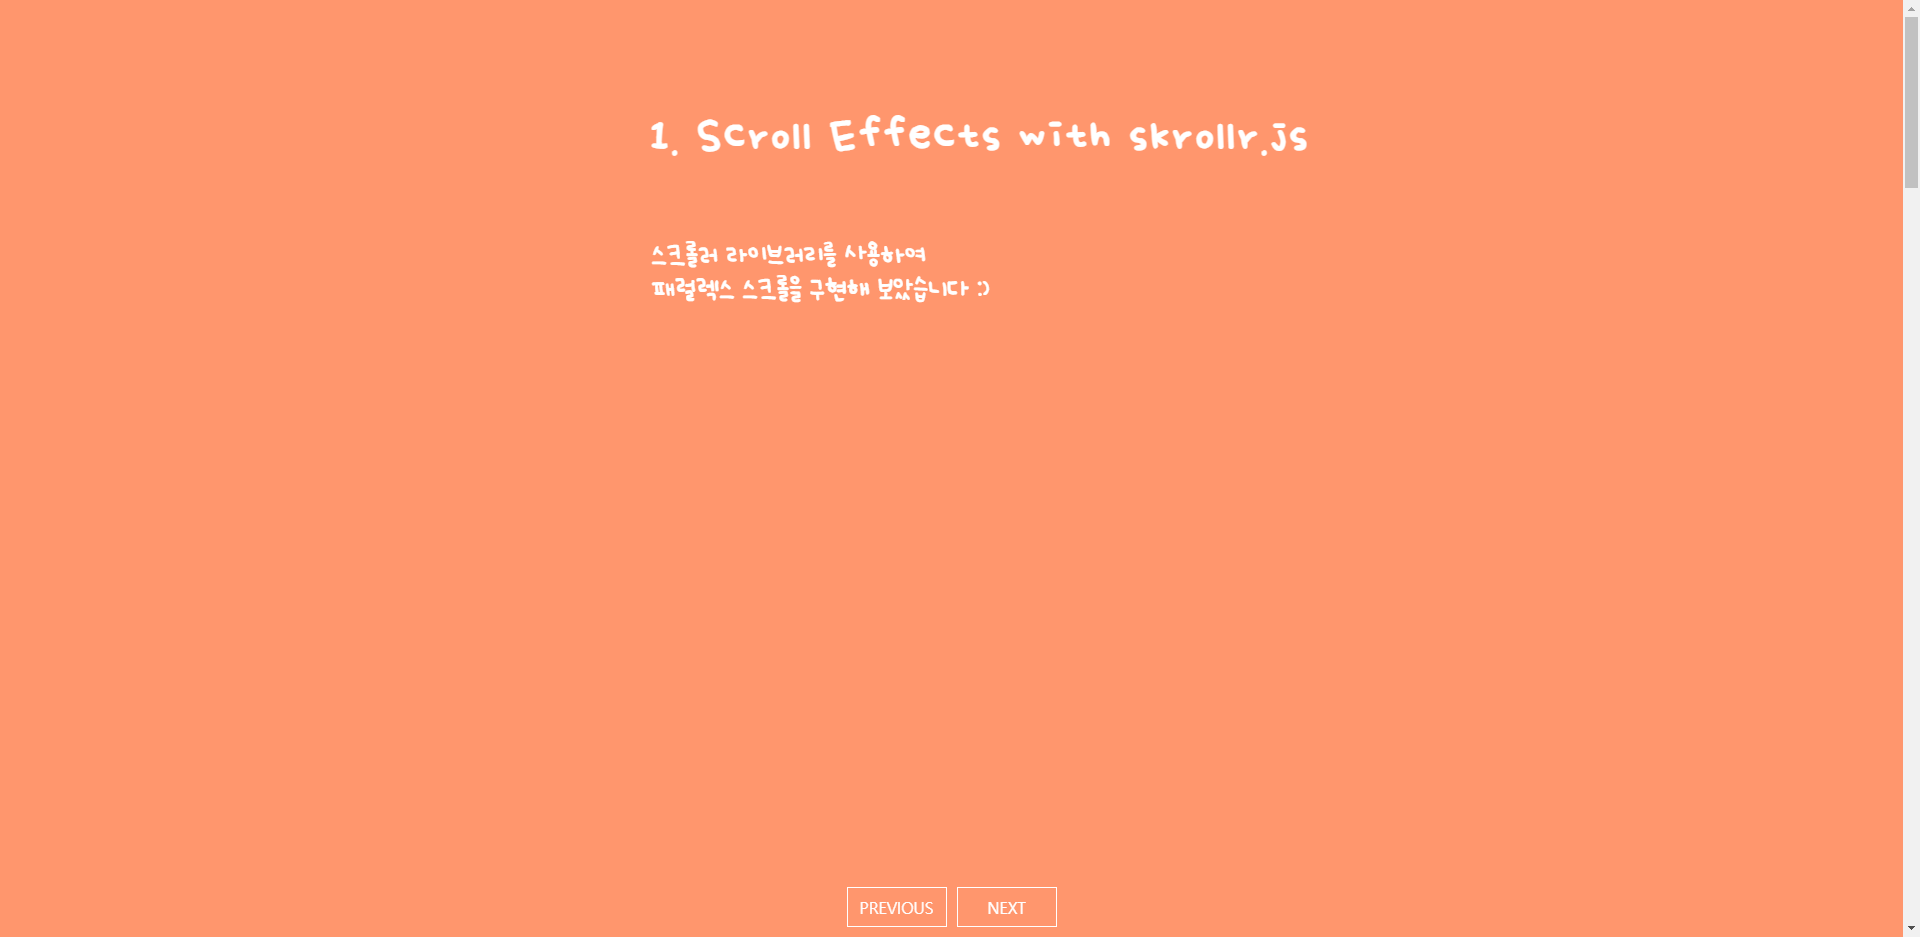 1. Scroll Effects with skrollr.js
스크롤러 라이브러리를 사용하여
패럴렉스 스크롤을 구현해 보았습니다 :)
PREVIOUS
NEXT